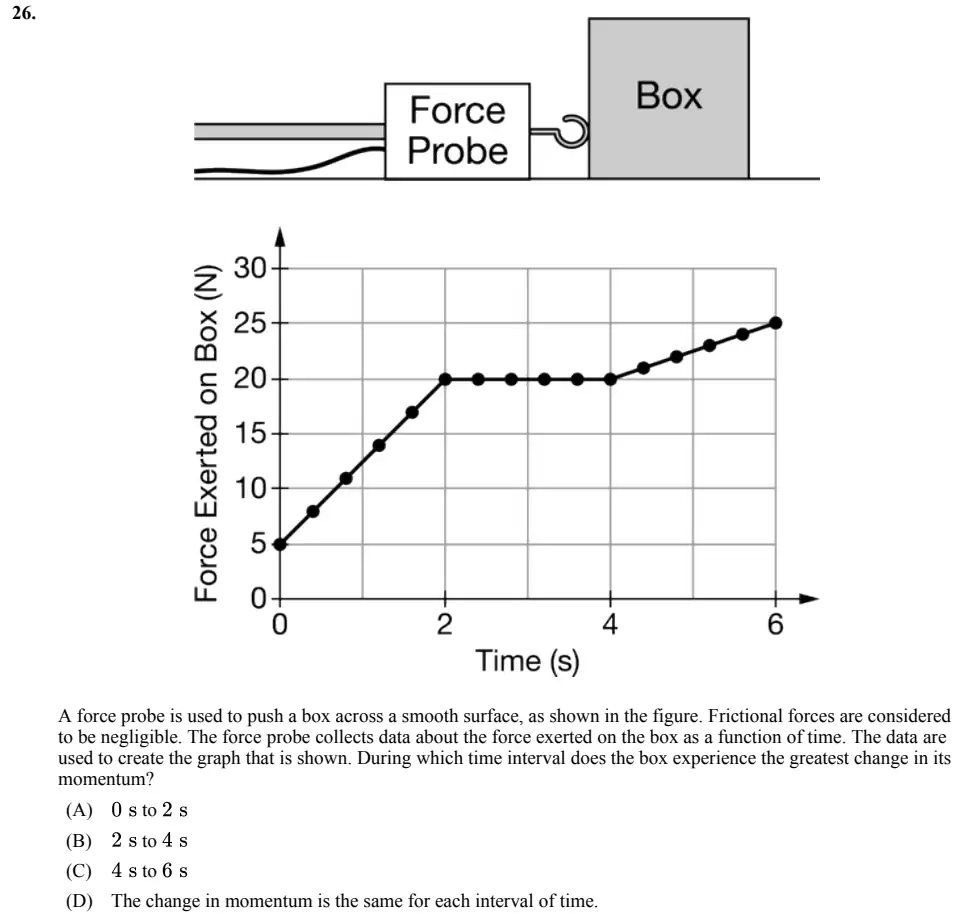 26.
Box
Force
Probe
Force Exerted on Box (N)
30
25
20
15
10
5
0
0 2 4 6
Time (s)
A force probe is used to push a box across a smooth surface, as shown in the figure. Frictional forces are considered
to be negligible. The force probe collects data about the force exerted on the box as a function of time. The data are
used to create the graph that is shown. During which time interval does the box experience the greatest change in its
momentum?
(A) 0 s to 2 s
(B) 2 s to 4 s
(C) 4 s to 6 s
(D) The change in momentum is the same for each interval of time.